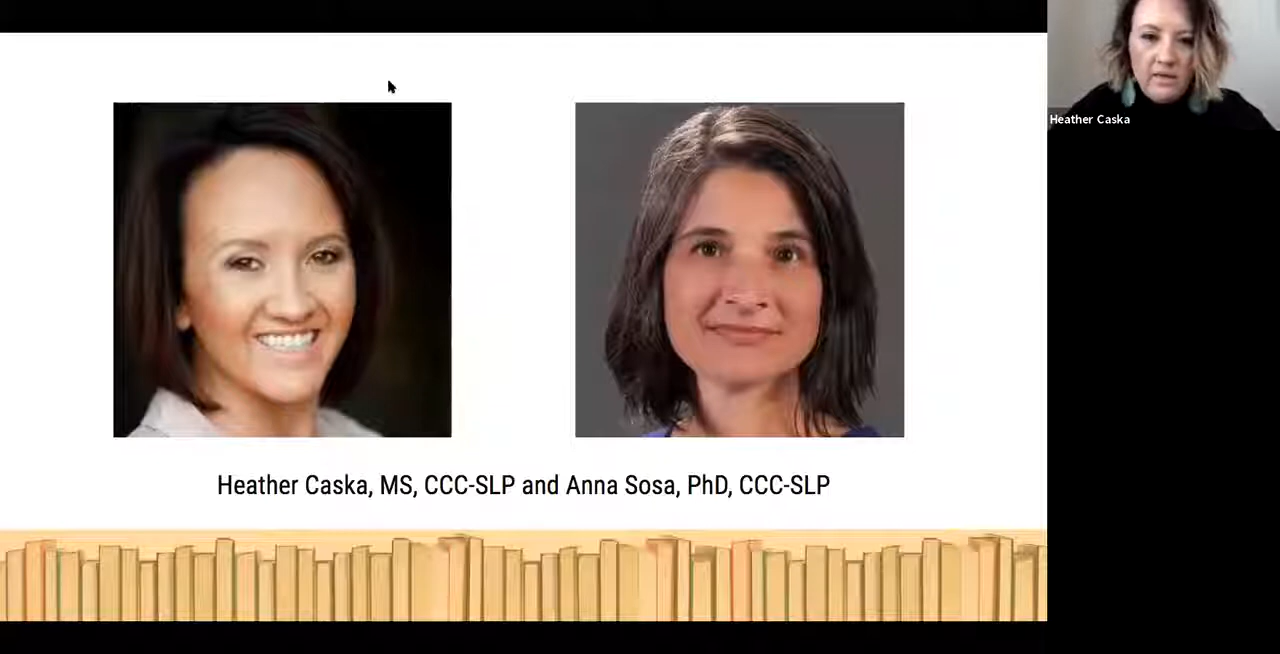 Heather Caska
Heather Caska, MS, CCC-SLP and Anna Sosa, PhD, CCC-SLP